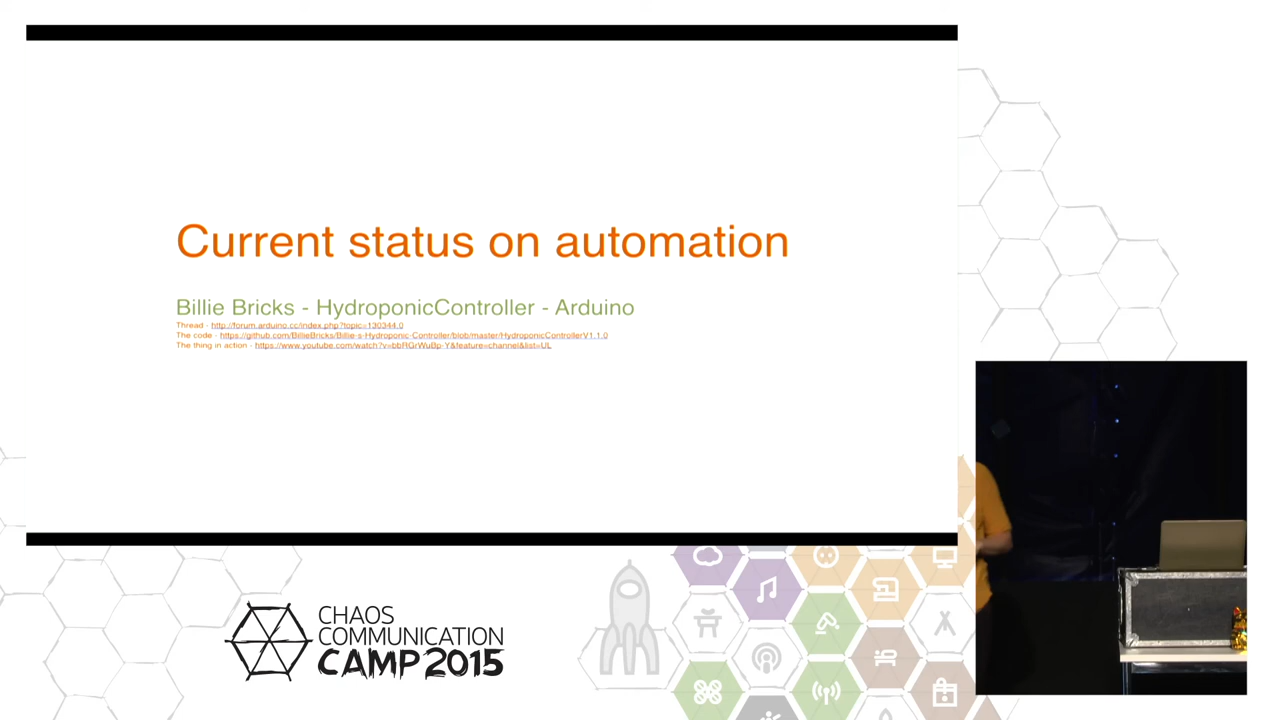 Current status on automation
Billie Bricks - HydroponicController - Arduino
Thread - http://forum.arduino.cc/index.php?topic=130344.0
The code - https://github.com/BillieBricks/Billie-s-Hydroponic-Controller/blob/master/HydroponicControllerV1.1.0
The thing in action - https://www.youtube.com/watch?v=bbRGrWuBp-Y&feature=channel&list=UL
CHAOS
COMMUNICATION
CAMP 2015